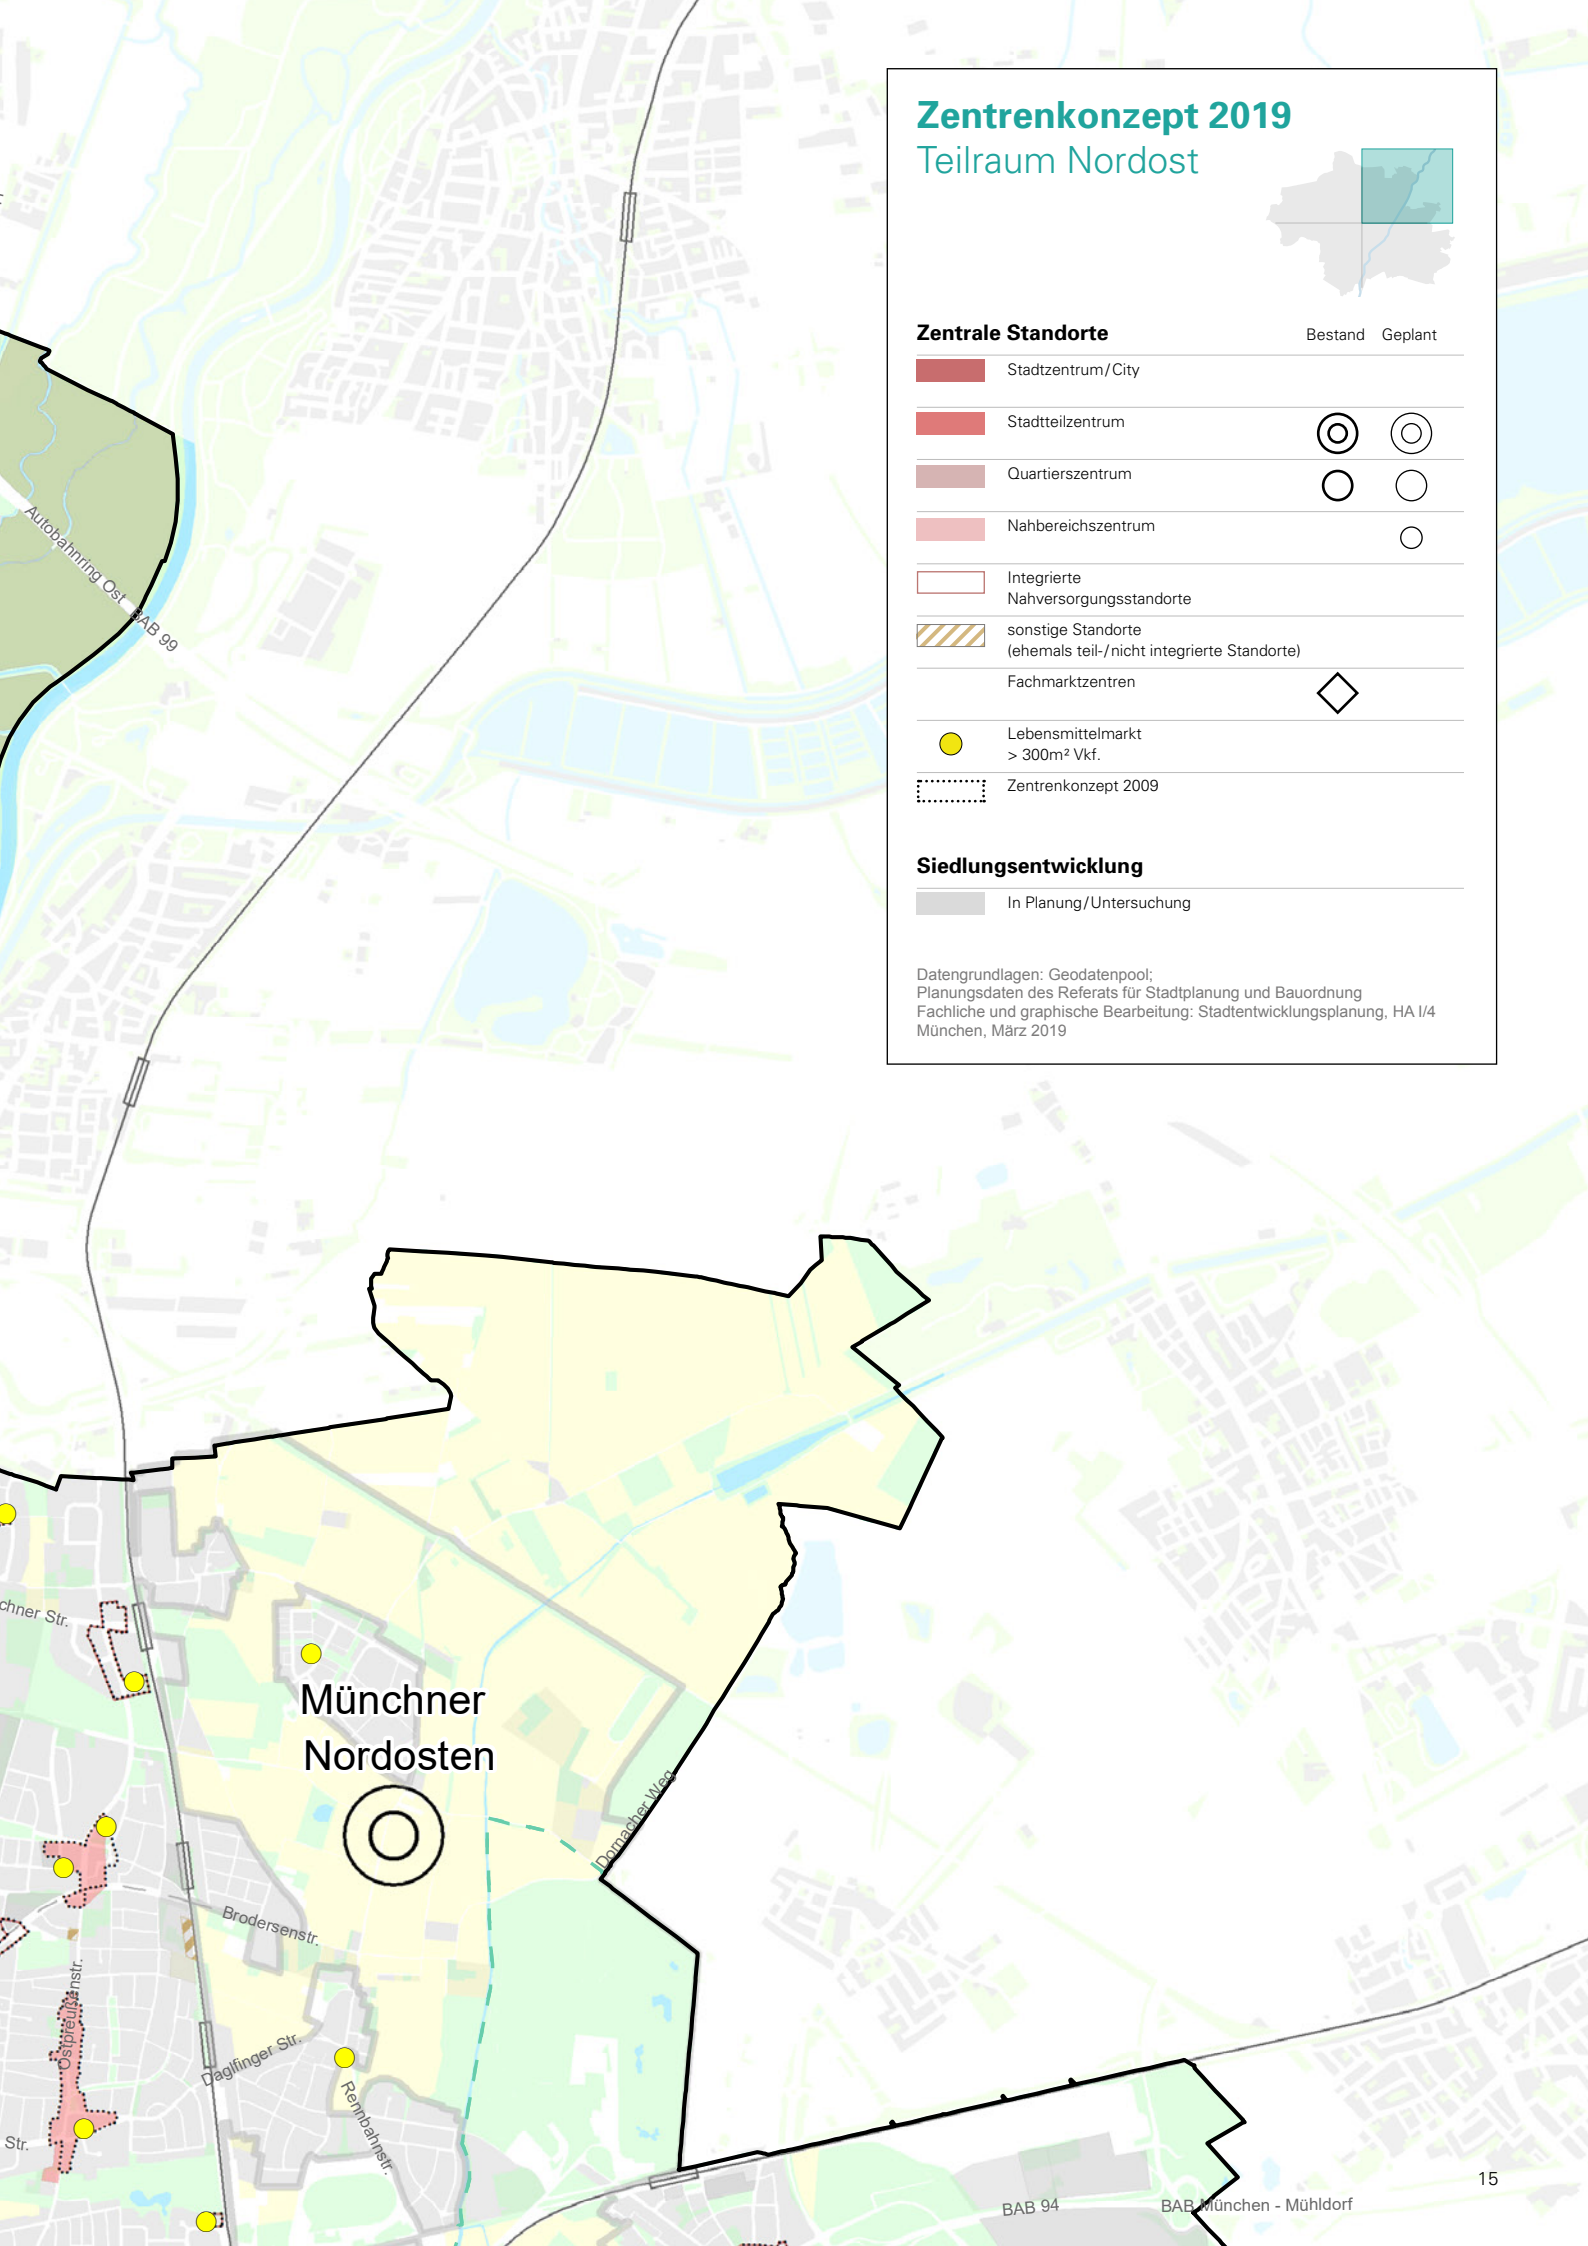 Zentrenkonzept 2019
Teilraum Nordost
Zentrale Standorte
Bestand Geplant
Stadtzentrum/City
Stadtteilzentrum
Quartierszentrum
Nahbereichszentrum
Integrierte
Nahversorgungsstandorte
sonstige Standorte
(ehemals teil-/nicht integrierte Standorte)
Fachmarktzentren
Lebensmittelmarkt
> 300m² Vkf.
Zentrenkonzept 2009
Siedlungsentwicklung
In Planung/Untersuchung
Datengrundlagen: Geodatenpool;
Planungsdaten des Referats für Stadtplanung und Bauordnung
Fachliche und graphische Bearbeitung: Stadtentwicklungsplanung, HA I/4
München, März 2019
Autobahnring Ost BAB 99
chner Str.
Münchner
Nordosten
Dornacher Weg
Brodersenstr.
Ostpreußenstr.
Daglfinger Str.
Rennbahnstr.
Str.
BAB 94
BAB München - Mühldorf
15